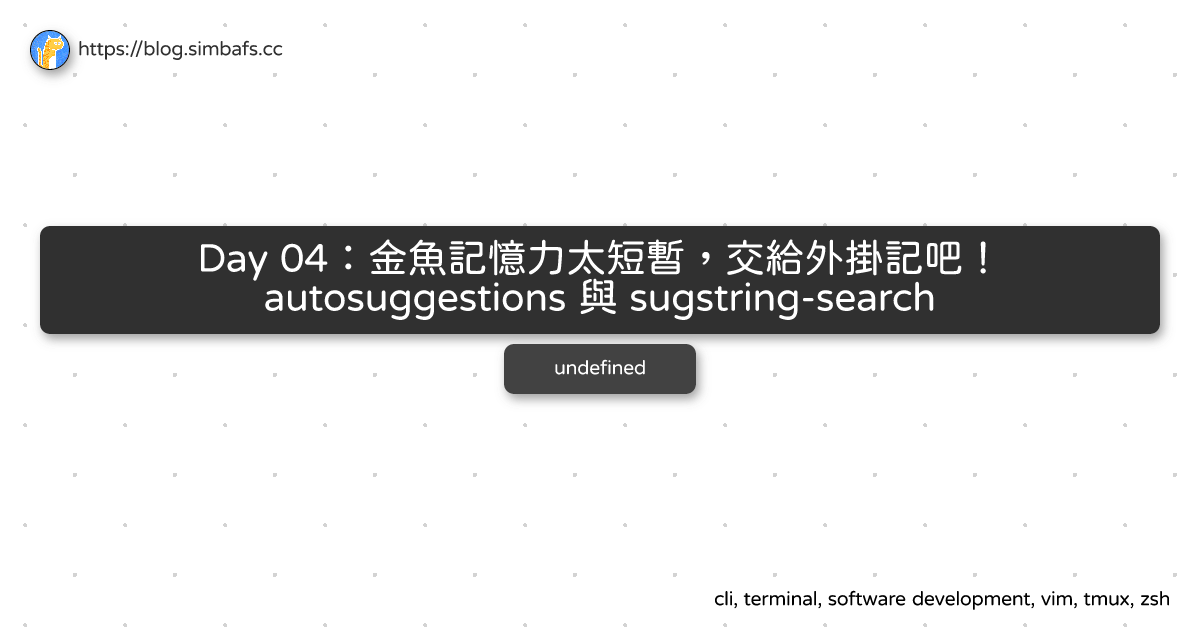 https://blog.simbafs.cc
Day 04：金魚記憶力太短暫，交給外掛記吧！
autosuggestions 與 sugstring-search
undefined
cli, terminal, software development, vim, tmux, zsh